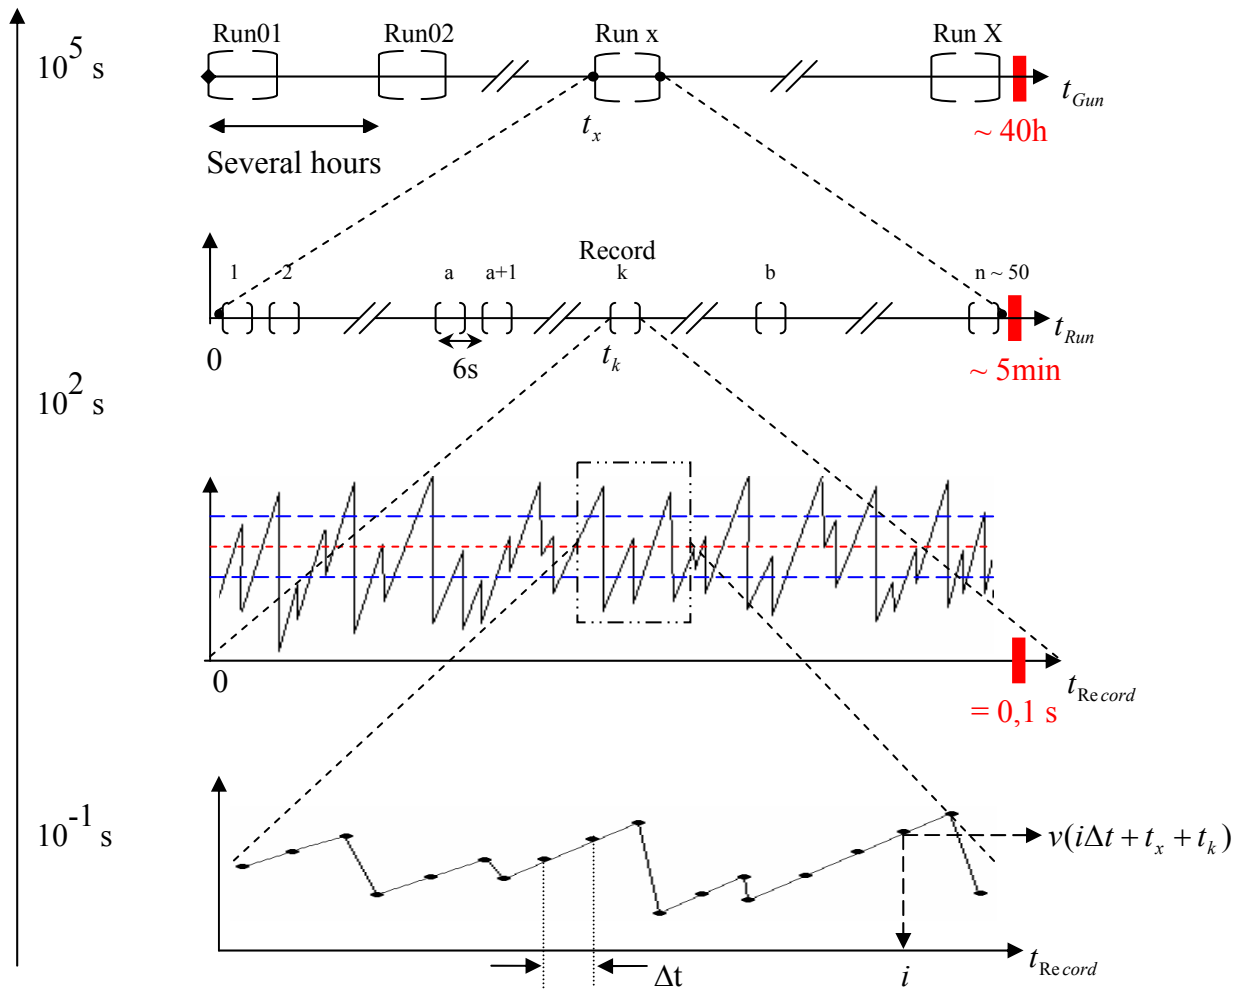 Run01 Run02 Run x Run X
10^5 s
t_Gun
t_x
~ 40h
Several hours
Record
1 2 a a+1 k b n ~ 50
t_Run
0 6s t_k
~ 5min
10^2 s
0
t_Record
= 0,1 s
10^-1 s
v(iΔt + t_x + t_k)
Δt i t_Record